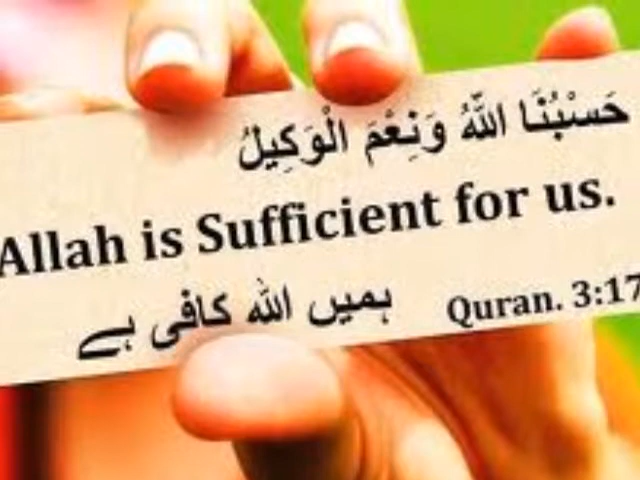 حَسْبُنَا اللّٰهُ وَنِعْمَ الْوَكِيلُ
Allah is Sufficient for us.
ہمیں اللہ کافی ہے
Quran. 3:17